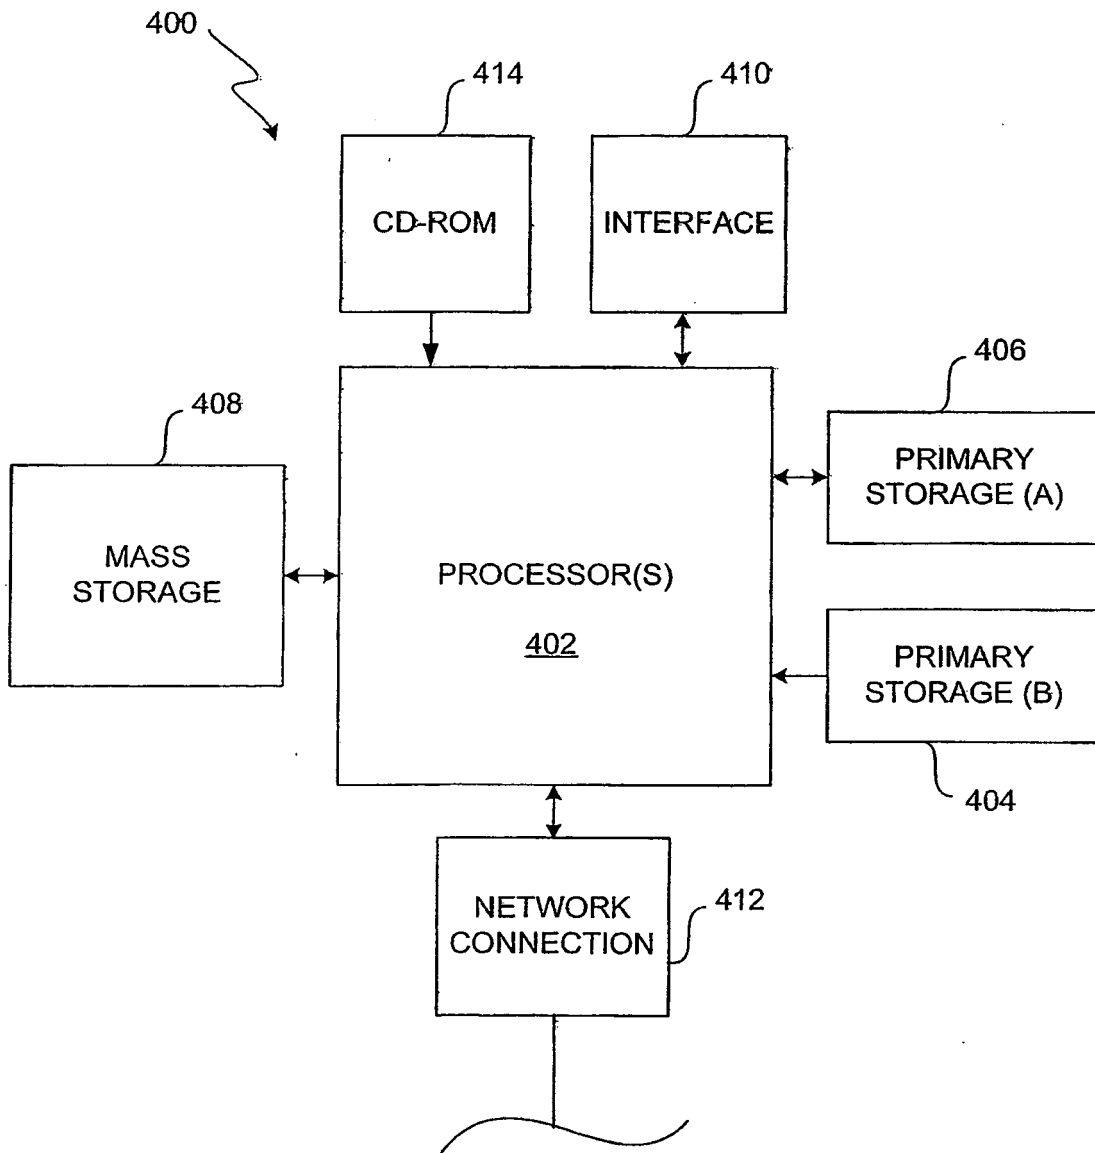 400
414
410
CD-ROM
INTERFACE
406
408
PRIMARY
STORAGE (A)
MASS
STORAGE
PROCESSOR(S)
402
PRIMARY
STORAGE (B)
404
NETWORK
CONNECTION
412